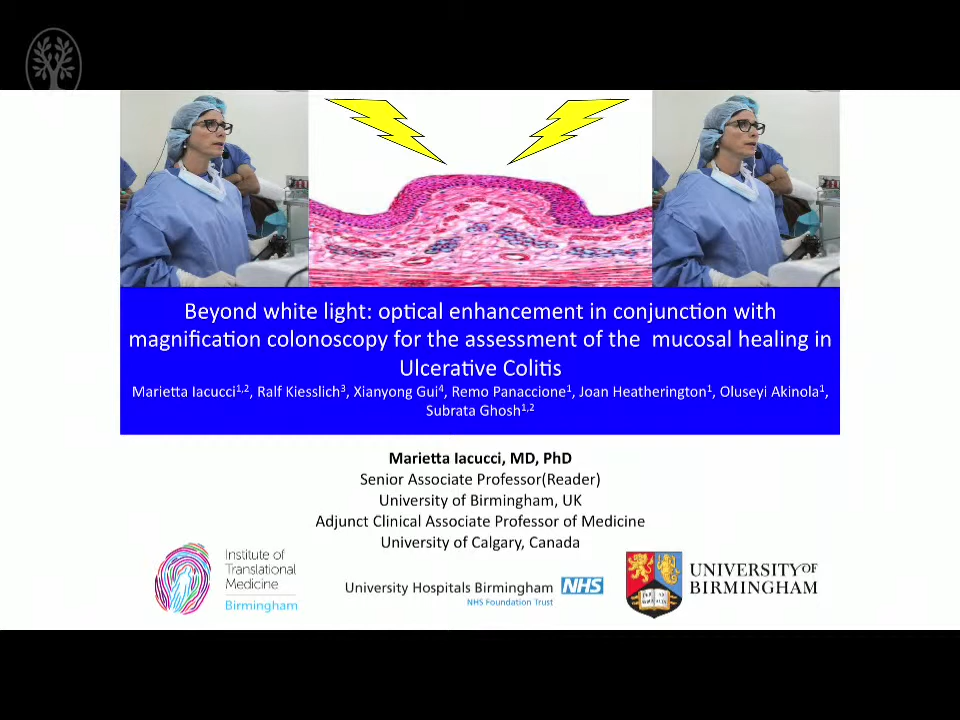 Beyond white light: optical enhancement in conjunction with
magnification colonoscopy for the assessment of the mucosal healing in
Ulcerative Colitis
Marietta Iacucci1,2, Ralf Kiesslich3, Xianyong Gui4, Remo Panaccione1, Joan Heatherington1, Oluseyi Akinola1,
Subrata Ghosh1,2
Marietta Iacucci, MD, PhD
Senior Associate Professor(Reader)
University of Birmingham, UK
Adjunct Clinical Associate Professor of Medicine
University of Calgary, Canada
Institute of
Translational
Medicine
Birmingham
University Hospitals Birmingham NHS
NHS Foundation Trust
UNIVERSITY OF
BIRMINGHAM